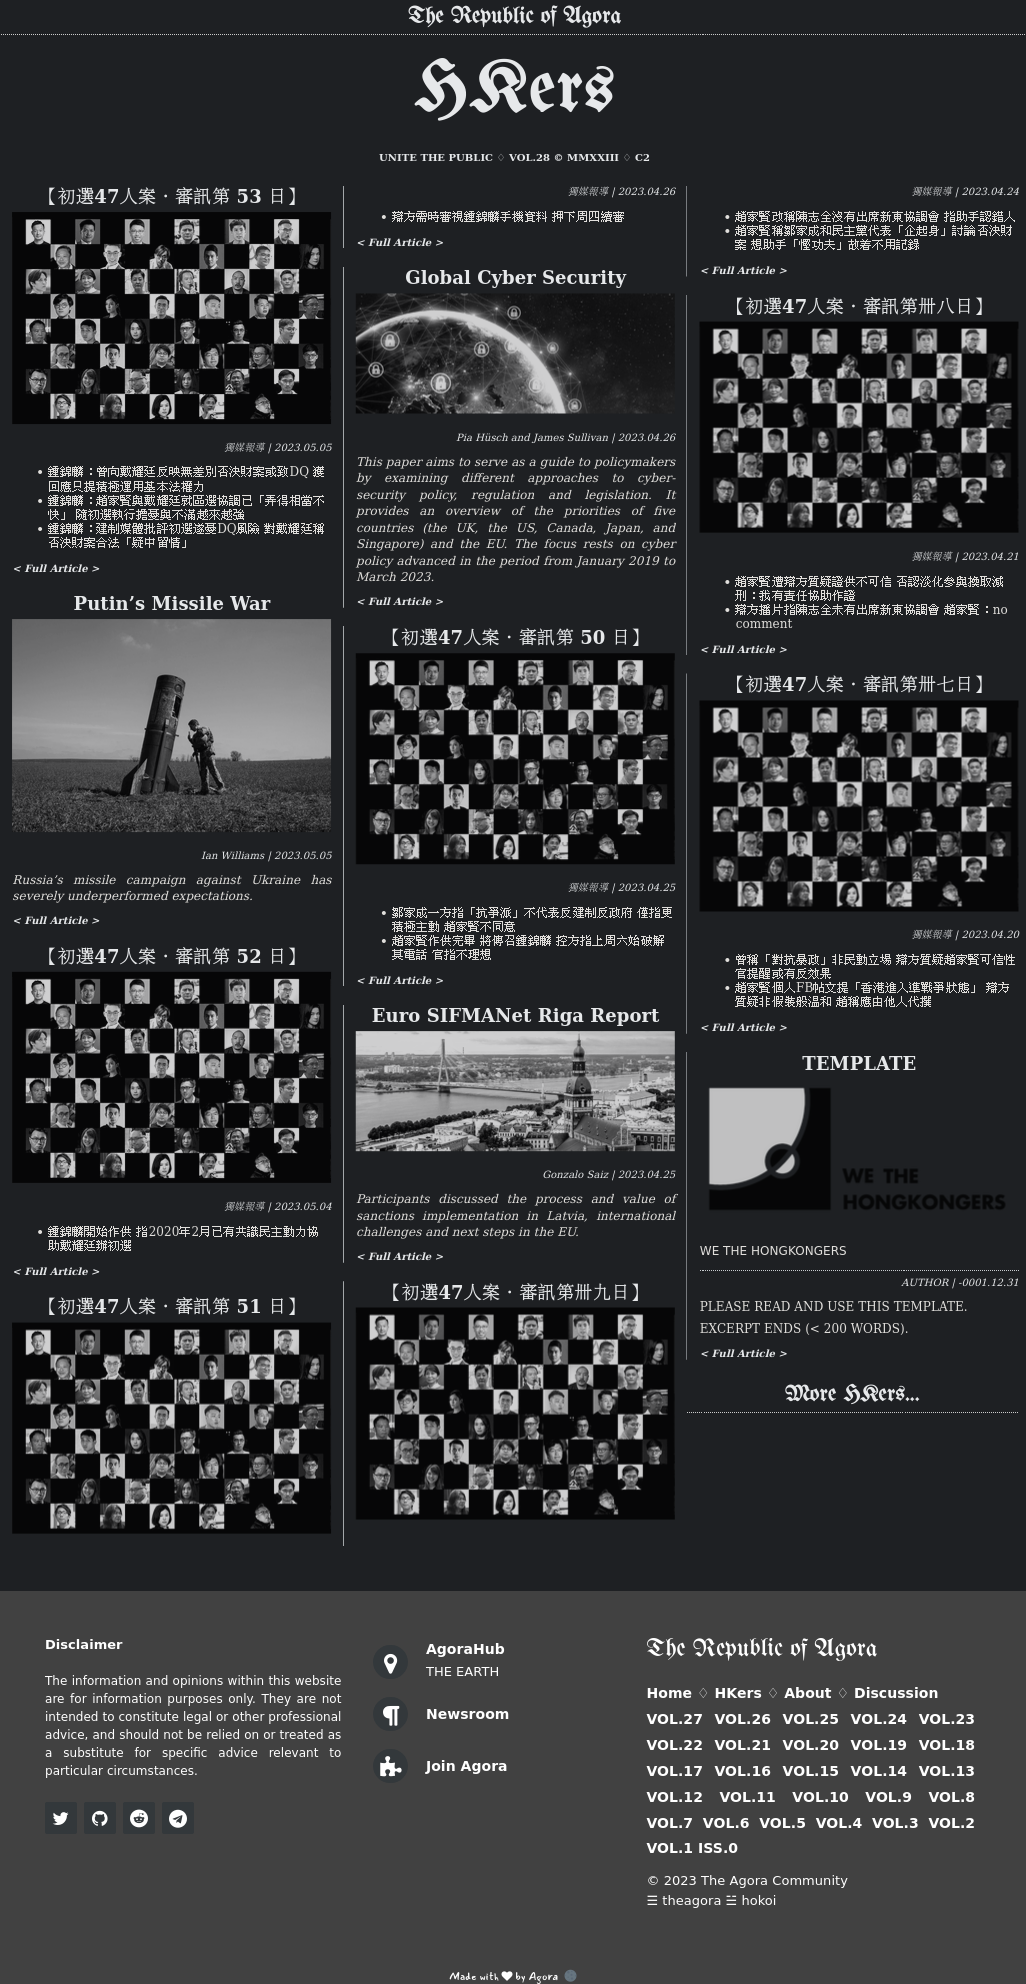 The Republic of Agora
HKers
UNITE THE PUBLIC ♢ VOL.28 © MMXXIII ♢ C2
【初選47人案・審訊第 53 日】
獨媒報導 | 2023.05.05
• 鍾錦麟：曾向戴耀廷反映無差別否決財案或致DQ 獲
回應只提積極運用基本法權力
• 鍾錦麟：趙家賢與戴耀廷就區選協調已「弄得相當不
快」 隨初選執行擔憂與不滿越來越強
• 鍾錦麟：建制媒體批評初選遂憂DQ風險 對戴耀廷稱
否決財案合法「疑中留情」
< Full Article >
Putin’s Missile War
Ian Williams | 2023.05.05
Russia’s missile campaign against Ukraine has
severely underperformed expectations.
< Full Article >
【初選47人案・審訊第 52 日】
獨媒報導 | 2023.05.04
• 鍾錦麟開始作供 指2020年2月已有共識民主動力協
助戴耀廷辦初選
< Full Article >
【初選47人案・審訊第 51 日】
獨媒報導 | 2023.04.26
• 辯方需時審視鍾錦麟手機資料 押下周四續審
< Full Article >
Global Cyber Security
Pia Hüsch and James Sullivan | 2023.04.26
This paper aims to serve as a guide to policymakers
by examining different approaches to cyber-
security policy, regulation and legislation. It
provides an overview of the priorities of five
countries (the UK, the US, Canada, Japan, and
Singapore) and the EU. The focus rests on cyber
policy advanced in the period from January 2019 to
March 2023.
< Full Article >
【初選47人案・審訊第 50 日】
獨媒報導 | 2023.04.25
• 鄒家成一方指「抗爭派」不代表反建制反政府 僅指更
積極主動 趙家賢不同意
• 趙家賢作供完畢 將傳召鍾錦麟 控方指上周六始破解
其電話 官指不理想
< Full Article >
Euro SIFMANet Riga Report
Gonzalo Saiz | 2023.04.25
Participants discussed the process and value of
sanctions implementation in Latvia, international
challenges and next steps in the EU.
< Full Article >
【初選47人案・審訊第卅九日】
獨媒報導 | 2023.04.24
• 趙家賢改稱陳志全沒有出席新東協調會 指助手認錯人
• 趙家賢稱鄒家成和民主黨代表「企起身」討論否決財
案 想助手「慳功夫」故着不用記錄
< Full Article >
【初選47人案・審訊第卅八日】
獨媒報導 | 2023.04.21
• 趙家賢遭辯方質疑證供不可信 否認淡化參與換取減
刑：我有責任協助作證
• 辯方播片指陳志全未有出席新東協調會 趙家賢：no
comment
< Full Article >
【初選47人案・審訊第卅七日】
獨媒報導 | 2023.04.20
• 曾稱「對抗暴政」非民動立場 辯方質疑趙家賢可信性
官提醒或有反效果
• 趙家賢個人FB帖文提「香港進入準戰爭狀態」 辯方
質疑非假裝般溫和 趙稱應由他人代撰
< Full Article >
TEMPLATE
WE THE
HONGKONGERS
WE THE HONGKONGERS
AUTHOR | -0001.12.31
PLEASE READ AND USE THIS TEMPLATE.
EXCERPT ENDS (< 200 WORDS).
< Full Article >
More HKers...
Disclaimer
The information and opinions within this website
are for information purposes only. They are not
intended to constitute legal or other professional
advice, and should not be relied on or treated as
a substitute for specific advice relevant to
particular circumstances.
AgoraHub
THE EARTH
Newsroom
Join Agora
The Republic of Agora
Home ♢ HKers ♢ About ♢ Discussion
VOL.27 VOL.26 VOL.25 VOL.24 VOL.23
VOL.22 VOL.21 VOL.20 VOL.19 VOL.18
VOL.17 VOL.16 VOL.15 VOL.14 VOL.13
VOL.12 VOL.11 VOL.10 VOL.9 VOL.8
VOL.7 VOL.6 VOL.5 VOL.4 VOL.3 VOL.2
VOL.1 ISS.0
© 2023 The Agora Community
☰ theagora ☱ hokoi
Made with ♥ by Agora